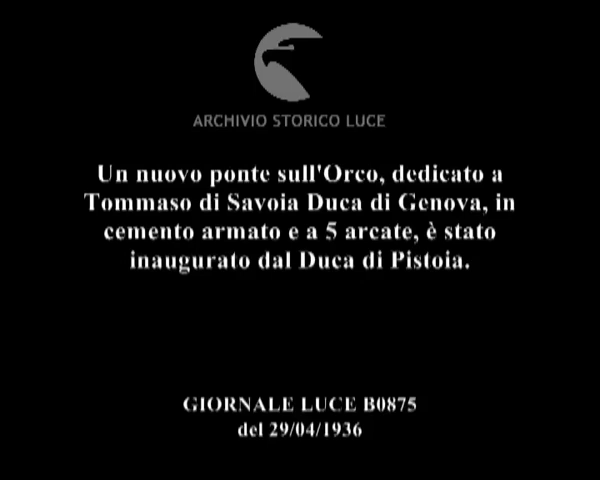 ARCHIVIO STORICO LUCE
Un nuovo ponte sull'Orco, dedicato a
Tommaso di Savoia Duca di Genova, in
cemento armato e a 5 arcate, è stato
inaugurato dal Duca di Pistoia.
GIORNALE LUCE B0875
del 29/04/1936